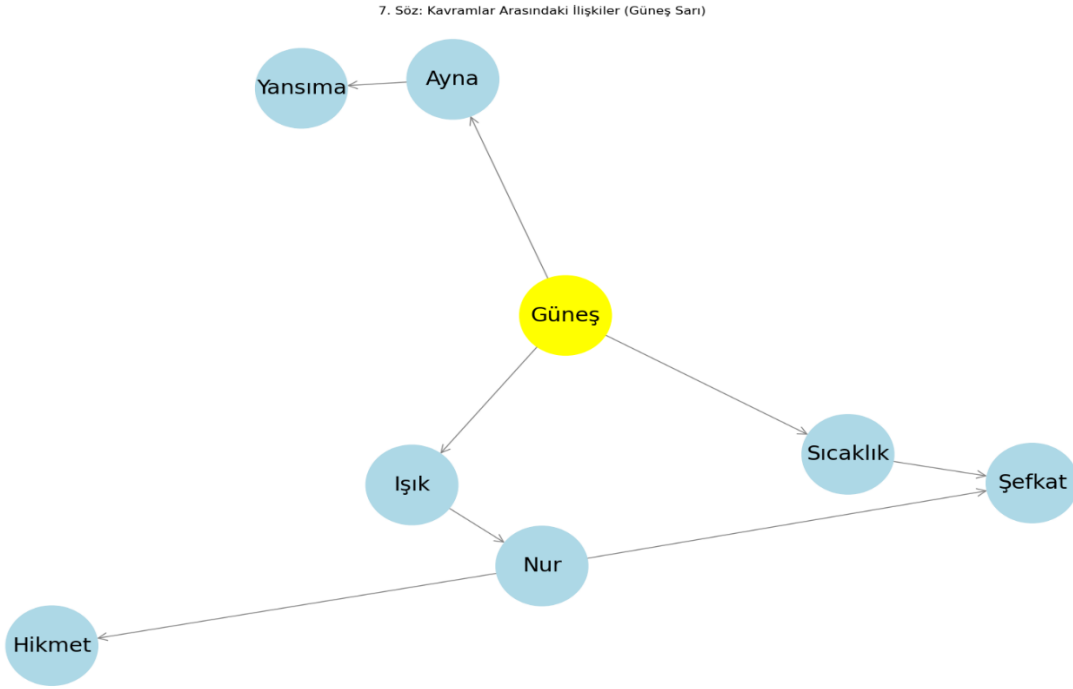 7. Söz: Kavramlar Arasındaki İlişkiler (Güneş Sarı)
Yansıma
Ayna
Güneş
Sıcaklık
Şefkat
Işık
Nur
Hikmet